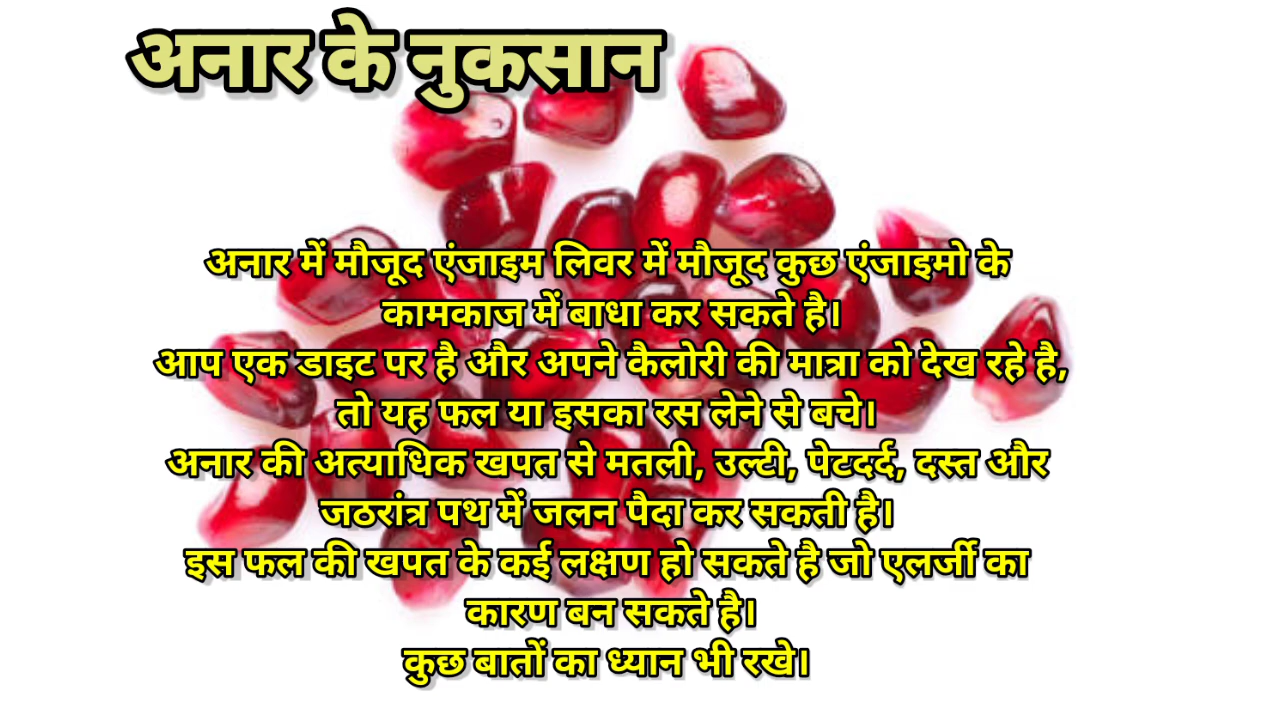 अनार के नुकसान
अनार में मौजूद एंजाइम लिवर में मौजूद कुछ एंजाइमो के
कामकाज में बाधा कर सकते है।
आप एक डाइट पर है और अपने कैलोरी की मात्रा को देख रहे है,
तो यह फल या इसका रस लेने से बचे।
अनार की अत्याधिक खपत से मतली, उल्टी, पेटदर्द, दस्त और
जठरांत्र पथ में जलन पैदा कर सकती है।
इस फल की खपत के कई लक्षण हो सकते है जो एलर्जी का
कारण बन सकते है।
कुछ बातों का ध्यान भी रखे।